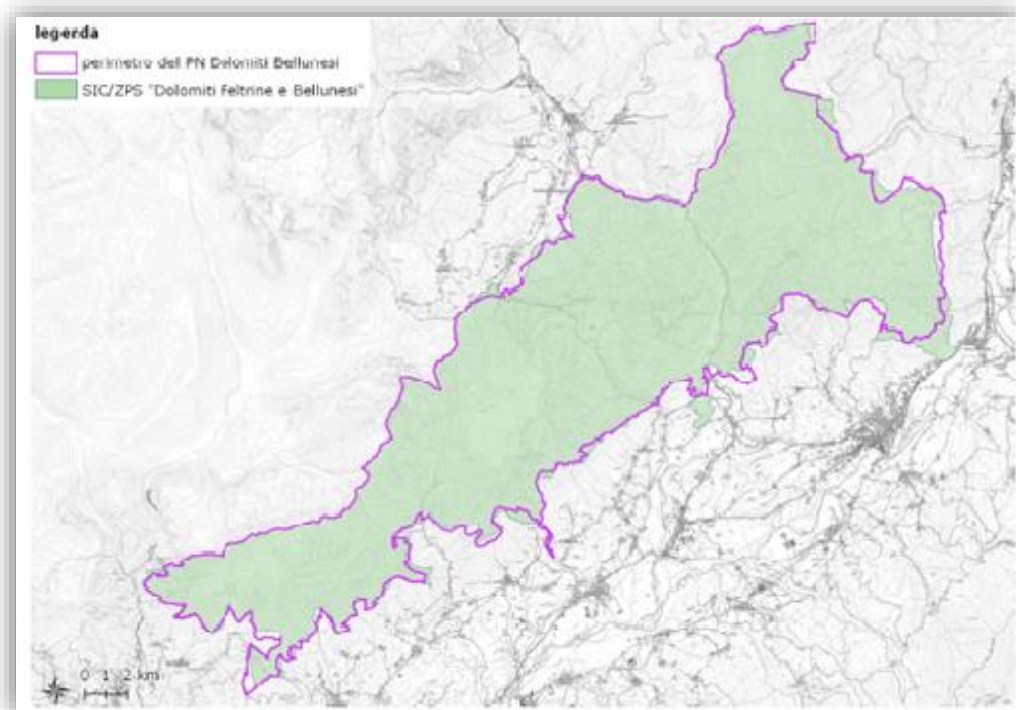 legenda
perimetro del PN Dolomiti Bellunesi
SIC/ZPS "Dolomiti Feltrine e Bellunesi"
0 1 2 km